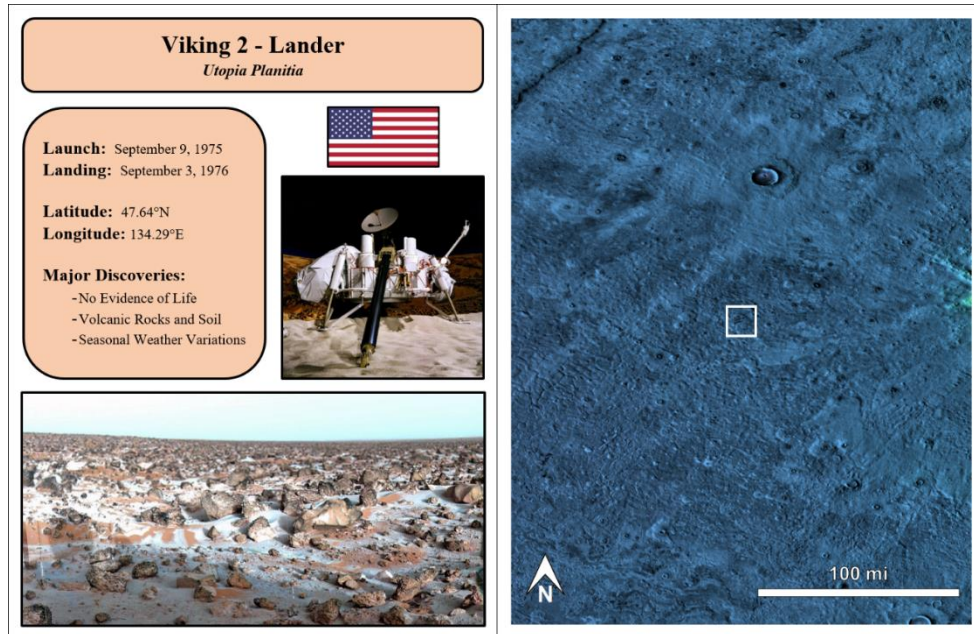 Viking 2 - Lander
Utopia Planitia
Launch: September 9, 1975
Landing: September 3, 1976
Latitude: 47.64°N
Longitude: 134.29°E
Major Discoveries:
-No Evidence of Life
-Volcanic Rocks and Soil
-Seasonal Weather Variations
N
100 mi